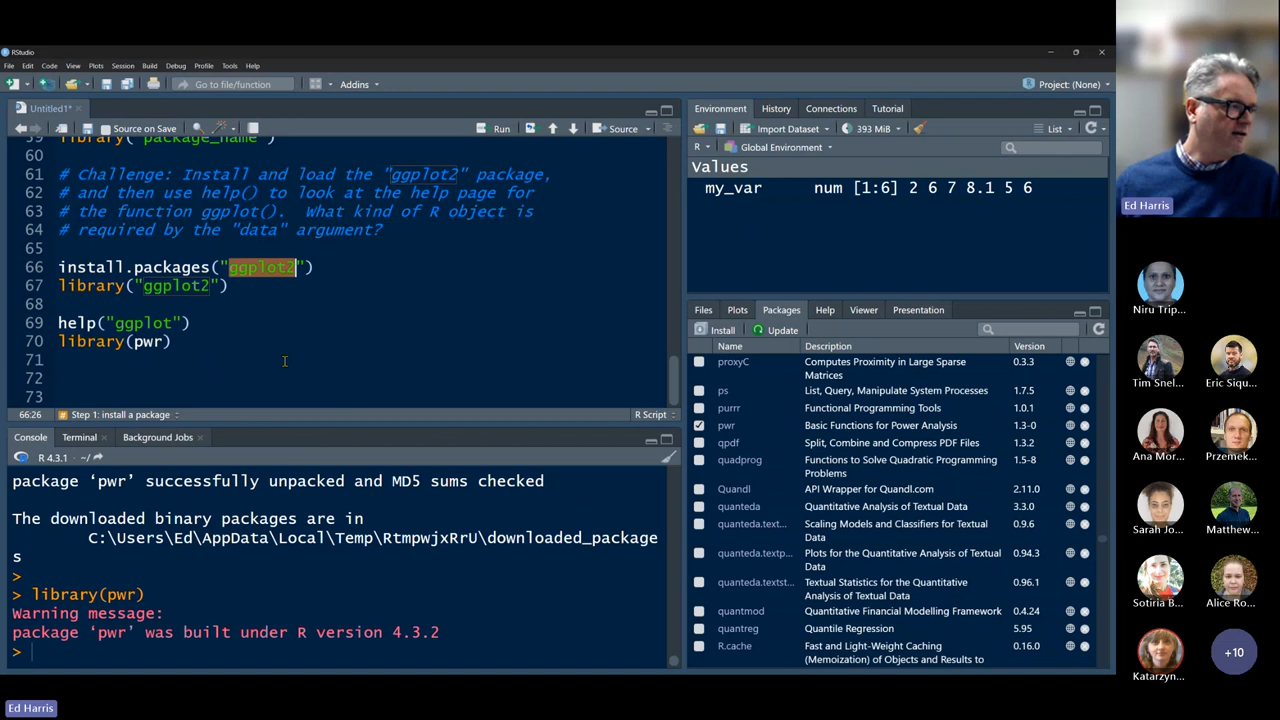 RStudio
File Edit Code View Plots Session Build Debug Profile Tools Help
Go to file/function
Addins
Project: (None)
Untitled1*
Source on Save
Run
Source
59 library("package_name")
60
61 # Challenge: Install and load the "ggplot2" package,
62 # and then use help() to look at the help page for
63 # the function ggplot(). What kind of R object is
64 # required by the "data" argument?
65
66 install.packages("ggplot2")
67 library("ggplot2")
68
69 help("ggplot")
70 library(pwr)
71
72
73
66:26 # Step 1: install a package R Script
Console Terminal Background Jobs
R 4.3.1 · ~/
package ‘pwr’ successfully unpacked and MD5 sums checked
The downloaded binary packages are in
C:\Users\Ed\AppData\Local\Temp\RtmpwjxRrU\downloaded_package
s
>
> library(pwr)
Warning message:
package ‘pwr’ was built under R version 4.3.2
>
Environment History Connections Tutorial
Import Dataset 393 MiB List
R Global Environment
Values
my_var num [1:6] 2 6 7 8.1 5 6
Files Plots Packages Help Viewer Presentation
Install Update
Name Description Version
proxyC Computes Proximity in Large Sparse 0.3.3
Matrices
ps List, Query, Manipulate System Processes 1.7.5
purrr Functional Programming Tools 1.0.1
pwr Basic Functions for Power Analysis 1.3-0
qpdf Split, Combine and Compress PDF Files 1.3.2
quadprog Functions to Solve Quadratic Programming 1.5-8
Problems
Quandl API Wrapper for Quandl.com 2.11.0
quanteda Quantitative Analysis of Textual Data 3.3.0
quanteda.text... Scaling Models and Classifiers for Textual 0.9.6
Data
quanteda.textp... Plots for the Quantitative Analysis of Textual 0.94.3
Data
quanteda.textst... Textual Statistics for the Quantitative 0.96.1
Analysis of Textual Data
quantmod Quantitative Financial Modelling Framework 0.4.24
quantreg Quantile Regression 5.95
R.cache Fast and Light-Weight Caching 0.16.0
(Memoization) of Objects and Results to
Ed Harris
Niru Trip...
Tim Snel... Eric Siqu...
Ana Mor... Przemek...
Sarah Jo... Matthew...
Sotiria B... Alice Ro...
Katarzyn... +10
Ed Harris